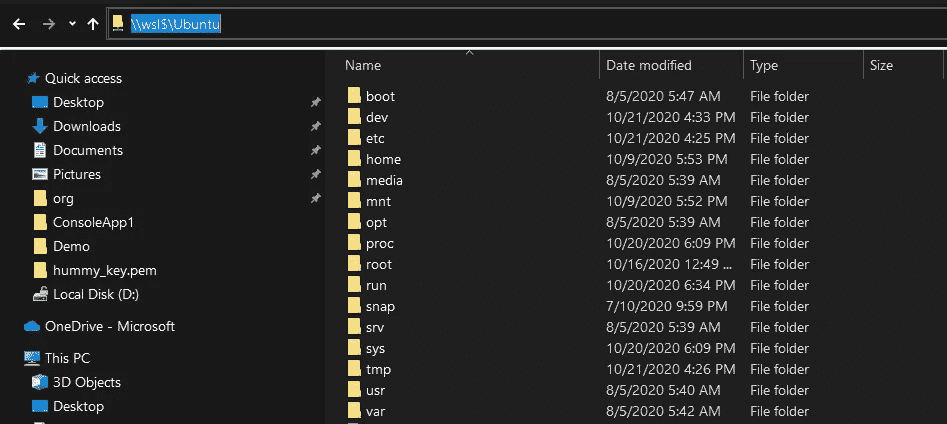 \\wsl$\Ubuntu
Name Date modified Type Size
Quick access
Desktop
Downloads
Documents
Pictures
org
ConsoleApp1
Demo
hummy_key.pem
Local Disk (D:)
OneDrive - Microsoft
This PC
3D Objects
Desktop
boot 8/5/2020 5:47 AM File folder
dev 10/21/2020 4:33 PM File folder
etc 10/21/2020 4:25 PM File folder
home 10/9/2020 5:53 PM File folder
media 8/5/2020 5:39 AM File folder
mnt 10/9/2020 5:52 PM File folder
opt 8/5/2020 5:39 AM File folder
proc 10/20/2020 6:09 PM File folder
root 10/16/2020 12:49 ... File folder
run 10/20/2020 6:34 PM File folder
snap 7/10/2020 9:59 PM File folder
srv 8/5/2020 5:39 AM File folder
sys 10/20/2020 6:09 PM File folder
tmp 10/21/2020 4:26 PM File folder
usr 8/5/2020 5:40 AM File folder
var 8/5/2020 5:42 AM File folder